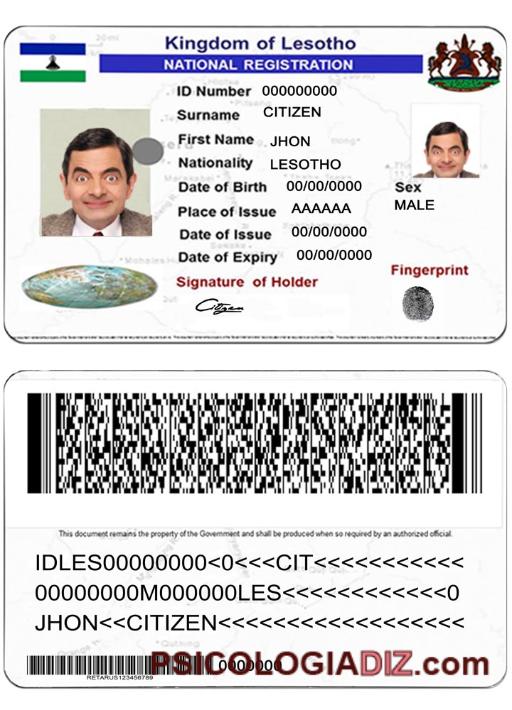 Kingdom of Lesotho
NATIONAL REGISTRATION
ID Number 000000000
Surname CITIZEN
First Name JHON
Nationality LESOTHO
Date of Birth 00/00/0000
Sex
MALE
Place of Issue AAAAAA
Date of Issue 00/00/0000
Date of Expiry 00/00/0000
Signature of Holder
Citizen
Fingerprint
This document remains the property of the Government and shall be produced when so required by an authorized official.
IDLES00000000<0<<<CIT<<<<<<<<<<<
00000000M000000LES<<<<<<<<<<<<0
JHON<<CITIZEN<<<<<<<<<<<<<<<<<<
0000000
PSICOLOGIADIZ.com
RETARUS123456789